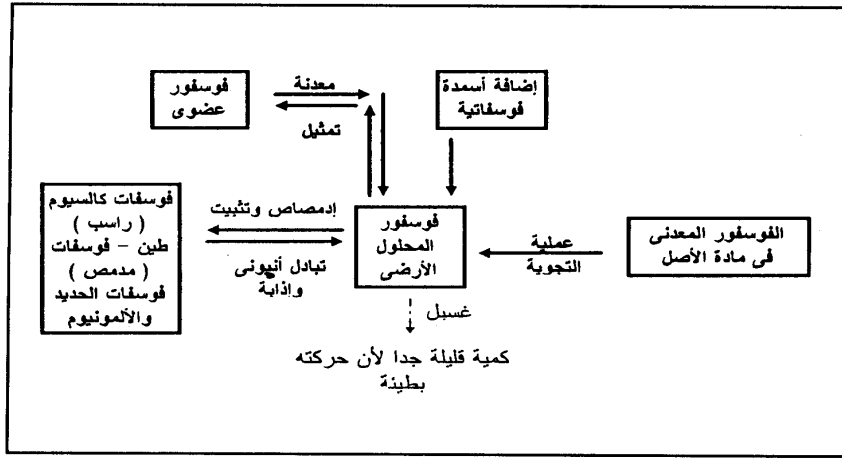 إضافة أسمدة
فوسفاتية
معدنة
تمثيل
فوسفور
عضوى
الفوسفور المعدنى
فى مادة الأصل
عملية
التجوية
فوسفور
المحلول
الأرضى
إدمصاص وتثبيت
تبادل أنيونى
وإذابة
فوسفات كالسيوم
( راسب )
طين - فوسفات
( مدمص )
فوسفات الحديد
والألمونيوم
غسيل
كمية قليلة جدا لأن حركته
بطيئة